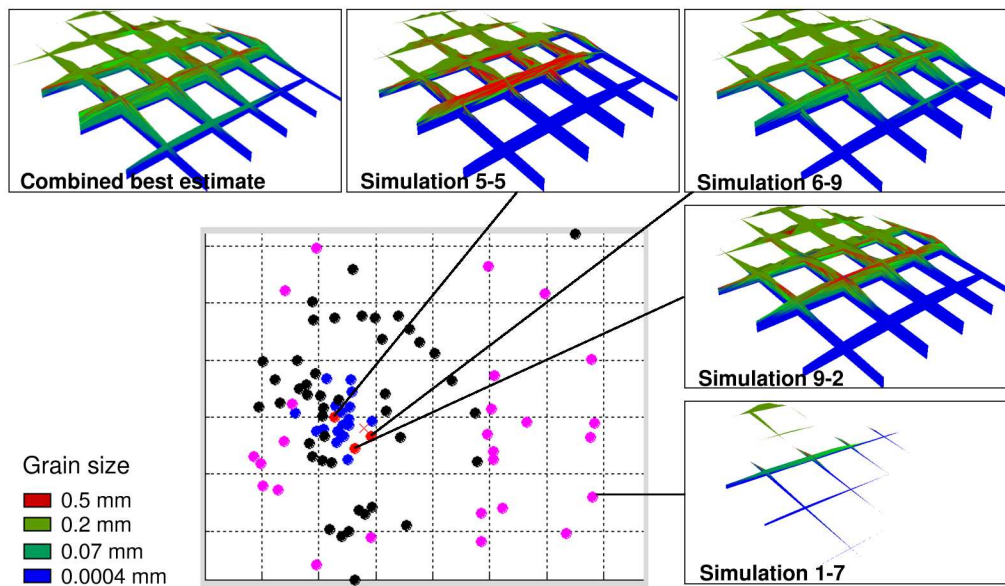 Combined best estimate
Simulation 5-5
Simulation 6-9
Simulation 9-2
Simulation 1-7
Grain size
0.5 mm
0.2 mm
0.07 mm
0.0004 mm